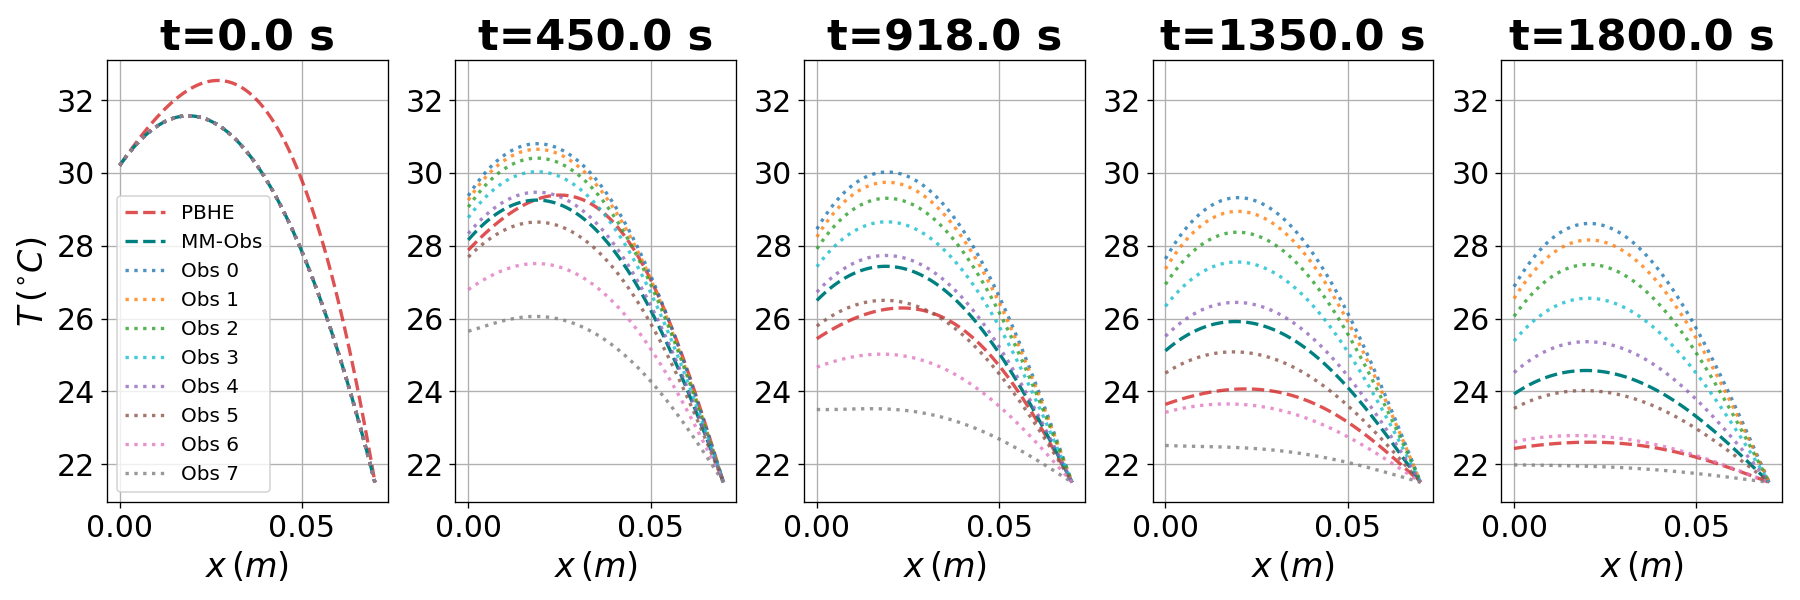 t=0.0 s
t=450.0 s
t=918.0 s
t=1350.0 s
t=1800.0 s
T (°C)
32
30
28
26
24
22
PBHE
MM-Obs
Obs 0
Obs 1
Obs 2
Obs 3
Obs 4
Obs 5
Obs 6
Obs 7
0.00 0.05
x (m)
32
30
28
26
24
22
0.00 0.05
x (m)
32
30
28
26
24
22
0.00 0.05
x (m)
32
30
28
26
24
22
0.00 0.05
x (m)
32
30
28
26
24
22
0.00 0.05
x (m)